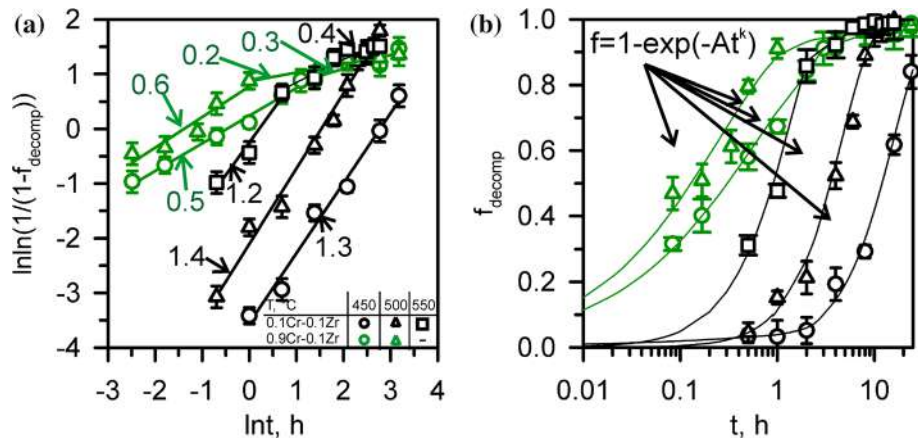 (a)
lnln(1/(1-f_decomp))
2
1
0
-1
-2
-3
-4
0.2
0.3
0.4
0.6
0.5
1.2
1.4
1.3
T, °C 450 500 550
0.1Cr-0.1Zr
0.9Cr-0.1Zr -
-3 -2 -1 0 1 2 3 4
lnt, h
(b)
f_decomp
1.0
0.8
0.6
0.4
0.2
0.0
f=1-exp(-At^k)
0.01 0.1 1 10
t, h